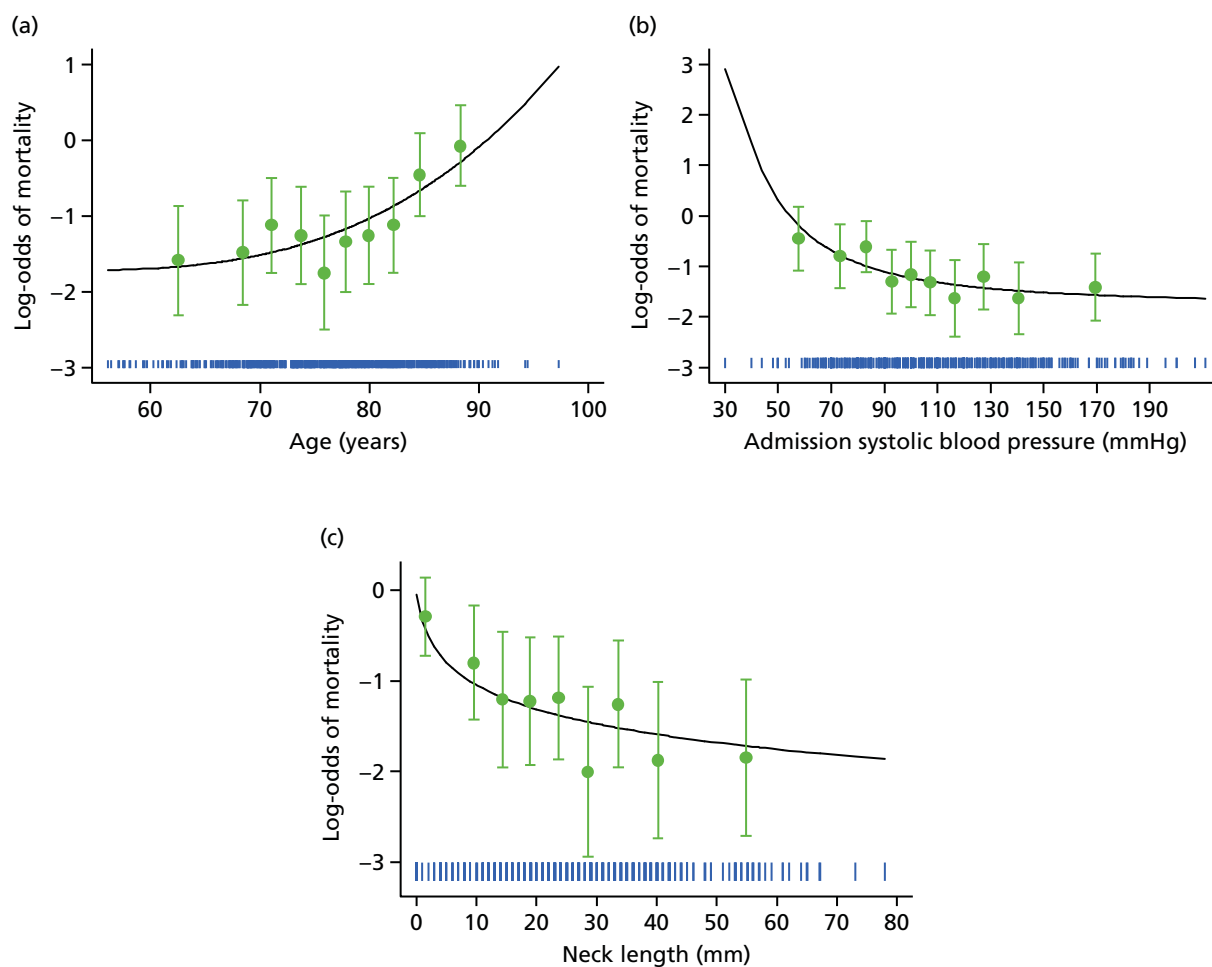 (a)
Log-odds of mortality
1
0
−1
−2
−3
60 70 80 90 100
Age (years)
(b)
Log-odds of mortality
3
2
1
0
−1
−2
−3
30 50 70 90 110 130 150 170 190
Admission systolic blood pressure (mmHg)
(c)
Log-odds of mortality
0
−1
−2
−3
0 10 20 30 40 50 60 70 80
Neck length (mm)